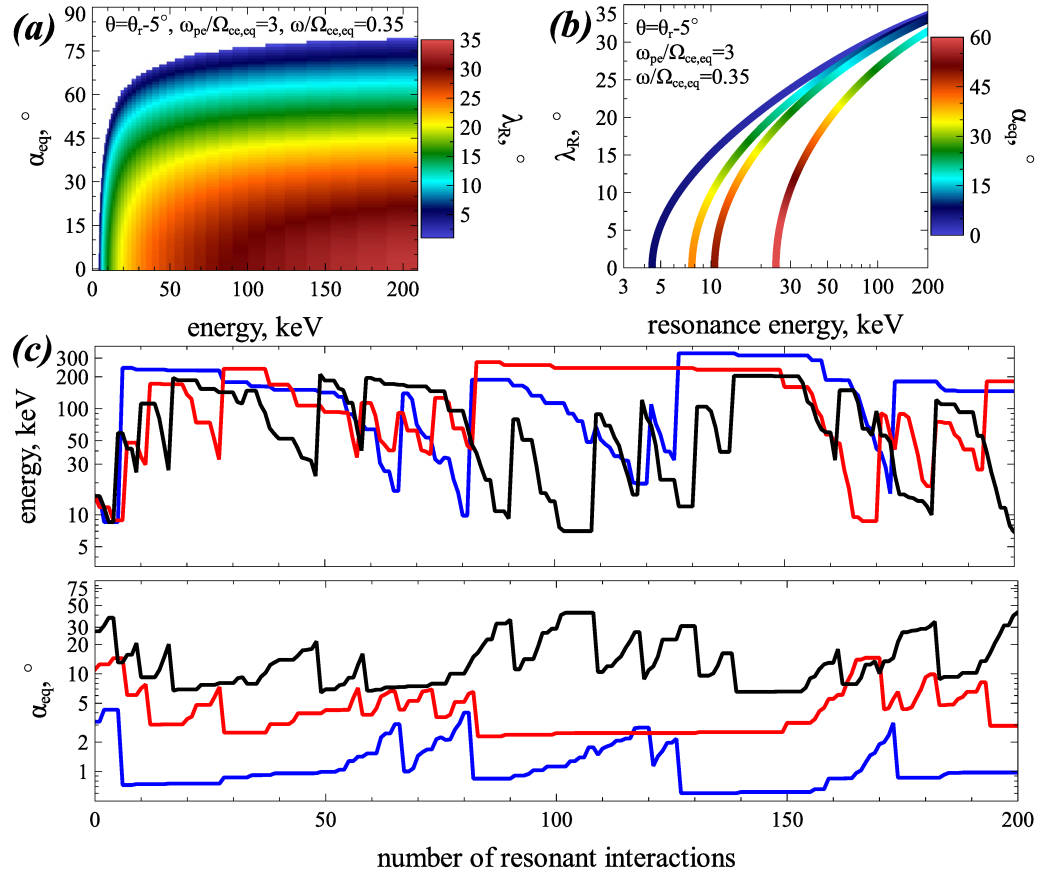 (a)
θ=θr-5°, ωpe/Ωce,eq=3, ω/Ωce,eq=0.35
αeq, °
90
75
60
45
30
15
0
0 50 100 150 200
energy, keV
35
30
25
20
15
10
5
λR, °
(b)
θ=θr-5°
ωpe/Ωce,eq=3
ω/Ωce,eq=0.35
λR, °
35
30
25
20
15
10
5
0
3 5 10 30 50 100 200
resonance energy, keV
60
45
30
15
0
αeq, °
(c)
energy, keV
300
200
100
50
30
10
5
αeq, °
75
50
30
20
10
5
2
1
0 50 100 150 200
number of resonant interactions